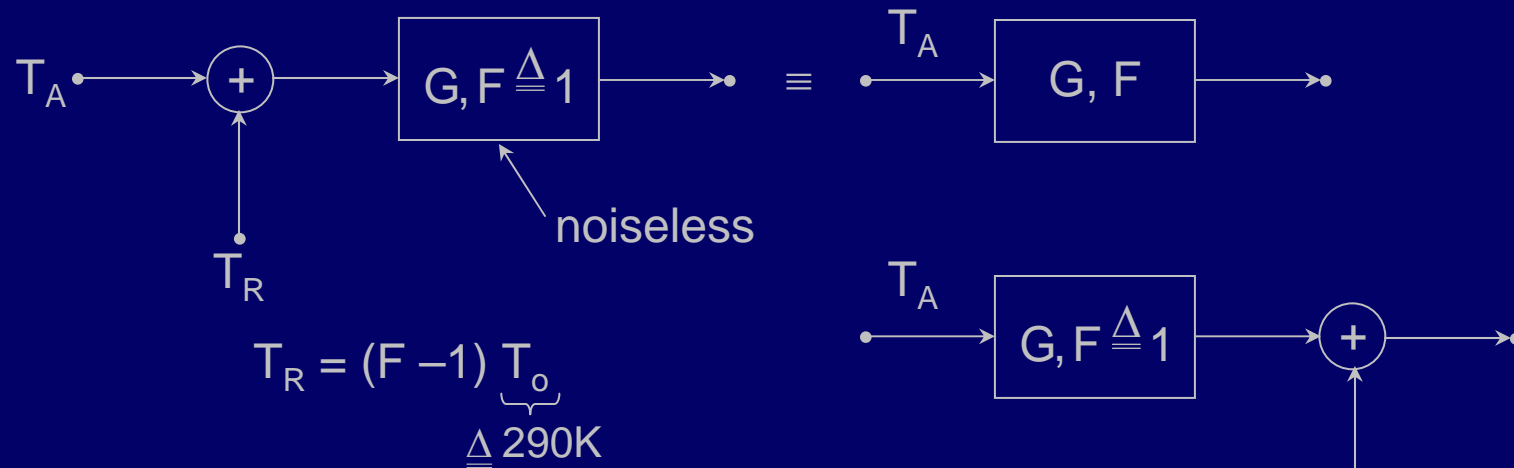 T_A
+
G, F ≜ 1
≡
T_A
G, F
noiseless
T_R
T_A
G, F ≜ 1
+
T_R = (F –1) T_o
≜ 290K